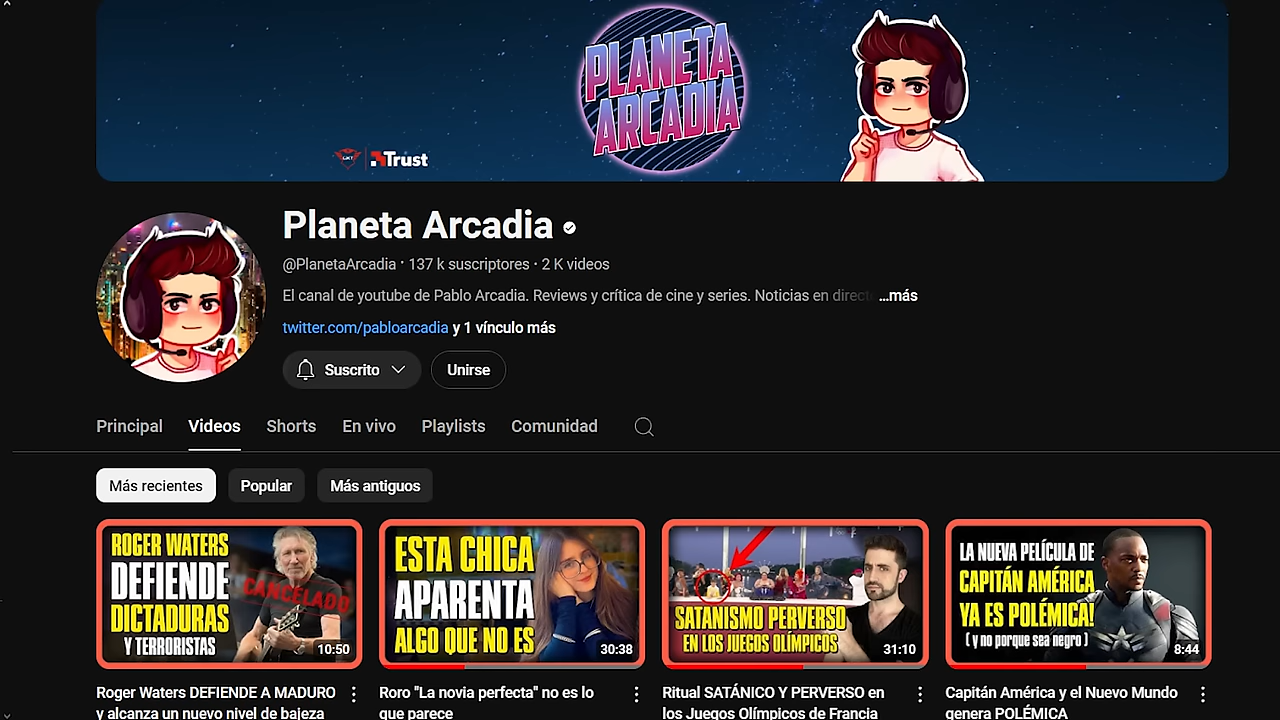 PLANETA
ARCADIA
Trust
Planeta Arcadia
@PlanetaArcadia · 137 k suscriptores · 2 K videos
El canal de youtube de Pablo Arcadia. Reviews y crítica de cine y series. Noticias en directo ...más
twitter.com/pabloarcadia y 1 vínculo más
Suscrito
Unirse
Principal Videos Shorts En vivo Playlists Comunidad
Más recientes Popular Más antiguos
ROGER WATERS
DEFIENDE
DICTADURAS
Y TERRORISTAS
CANCELADO
10:50
ESTA CHICA
APARENTA
ALGO QUE NO ES
30:38
SATANISMO PERVERSO
EN LOS JUEGOS OLÍMPICOS
31:10
LA NUEVA PELÍCULA DE
CAPITÁN AMÉRICA
YA ES POLÉMICA!
( y no porque sea negro )
8:44
Roger Waters DEFIENDE A MADURO
y alcanza un nuevo nivel de bajeza
Roro "La novia perfecta" no es lo
que parece
Ritual SATÁNICO Y PERVERSO en
los Juegos Olímpicos de Francia
Capitán América y el Nuevo Mundo
genera POLÉMICA